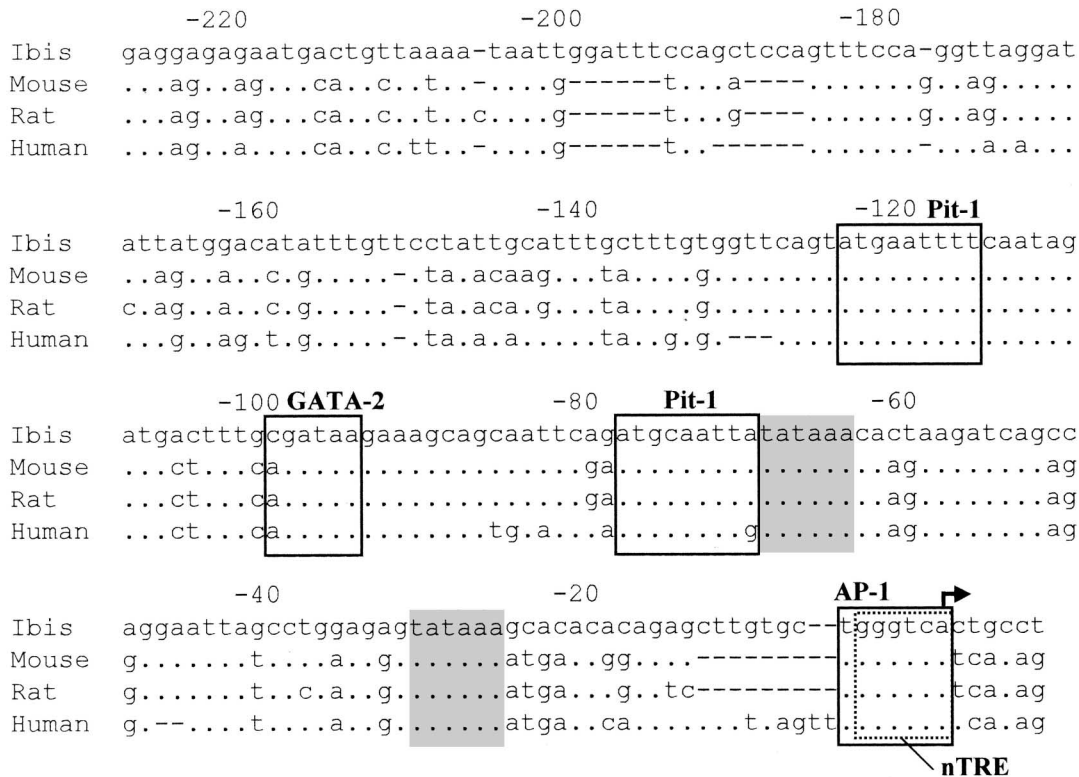 -220 -200 -180
Ibis gaggagagaatgactgttaaaa-taattggatttccagctccagtttcca-ggttaggat
Mouse ...ag..ag...ca..c..t..-....g------t...a----.......g..ag.....
Rat ...ag..ag...ca..c..t..c....g------t...g----.......g..ag.....
Human ...ag..a....ca..c.tt..-....g------t..------.......-...a.a...
-160 -140 -120 Pit-1
Ibis attatggacatatttgttcctattgcatttgctttgtggttcagtatgaattttcaatag
Mouse ..ag..a..c.g.....-.ta.acaag...ta....g.......................
Rat c.ag..a..c.g.....-.ta.aca.g...ta....g.......................
Human ...g..ag.t.g.....-.ta.a.a.....ta..g.g.---...................
-100 GATA-2 -80 Pit-1 -60
Ibis atgactttgcgataagaaagcagcaattcagatgcaattatataaacactaagatcagcc
Mouse ...ct...ca...................ga.................ag........ag
Rat ...ct...ca...................ga.................ag........ag
Human ...ct...ca.............tg.a...a........g........ag........ag
-40 -20 AP-1
Ibis aggaattagcctggagagtataaagcacacacagagcttgtgc--tgggtcactgcct
Mouse g.......t....a..g.......atga..gg....---------.......tca.ag
Rat g.......t..c.a..g.......atga...g..tc---------.......tca.ag
Human g.--....t....a..g.......atga..ca.......t.agtt........ca.ag
nTRE